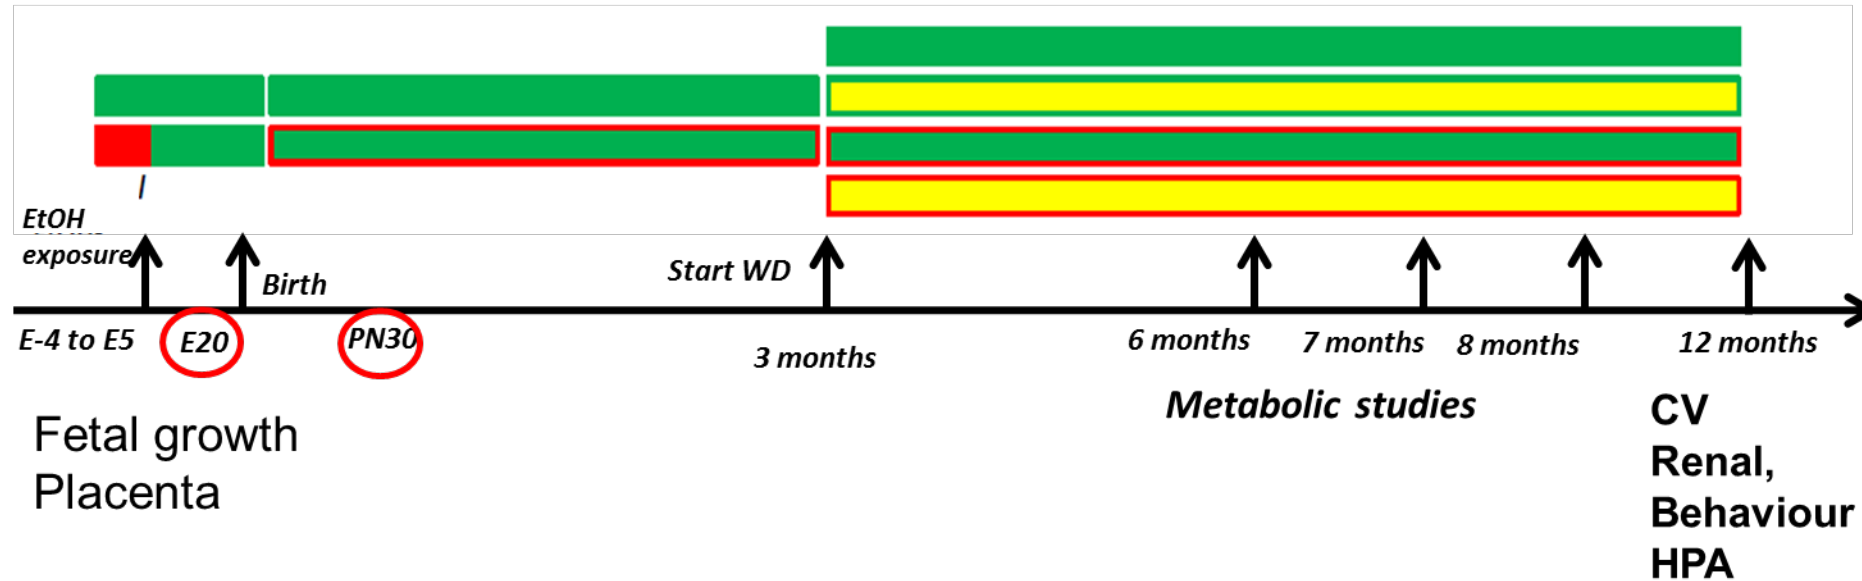 I
EtOH
exposure
Birth
Start WD
E-4 to E5
E20
PN30
3 months
6 months
7 months
8 months
12 months
Metabolic studies
Fetal growth
Placenta
CV
Renal,
Behaviour
HPA